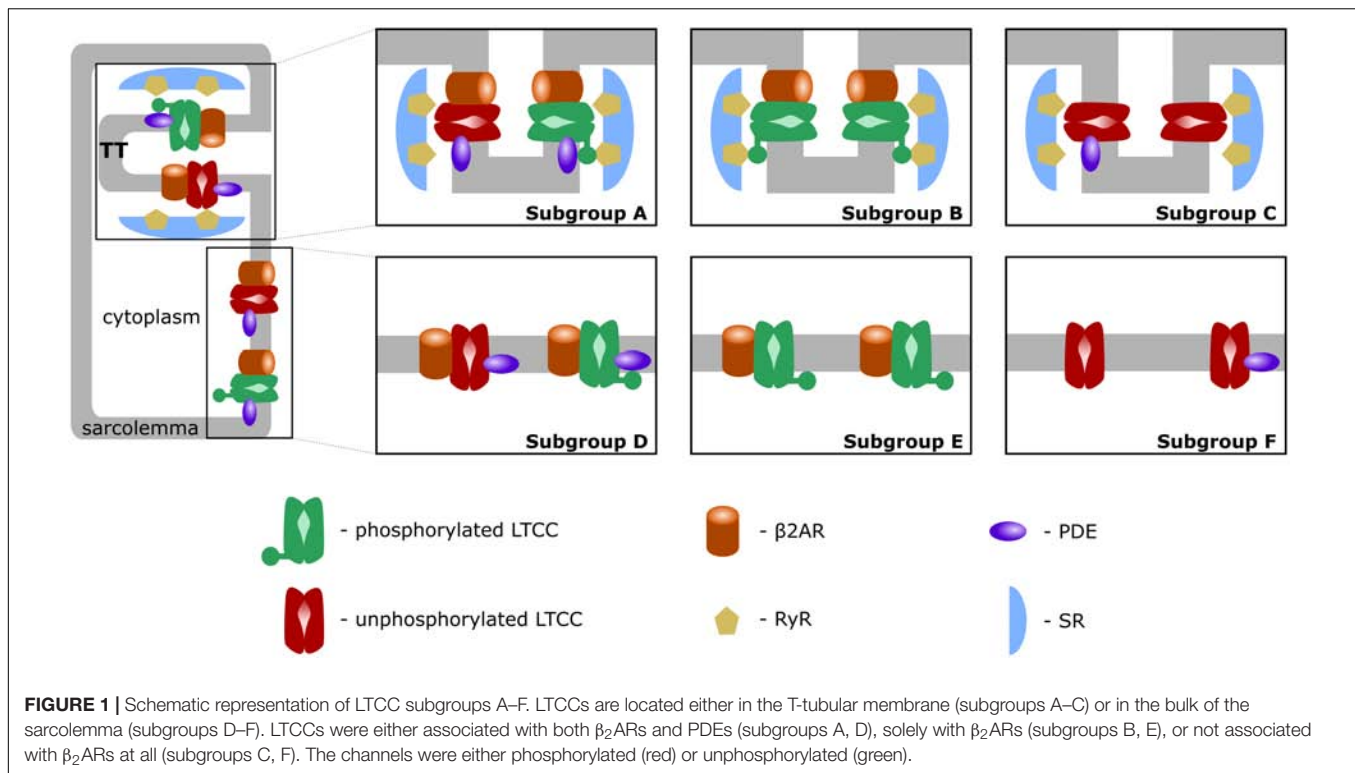 TT
cytoplasm
sarcolemma
Subgroup A
Subgroup B
Subgroup C
Subgroup D
Subgroup E
Subgroup F
- phosphorylated LTCC
- β2AR
- PDE
- unphosphorylated LTCC
- RyR
- SR
FIGURE 1 | Schematic representation of LTCC subgroups A–F. LTCCs are located either in the T-tubular membrane (subgroups A–C) or in the bulk of the
sarcolemma (subgroups D–F). LTCCs were either associated with both β₂ARs and PDEs (subgroups A, D), solely with β₂ARs (subgroups B, E), or not associated
with β₂ARs at all (subgroups C, F). The channels were either phosphorylated (red) or unphosphorylated (green).